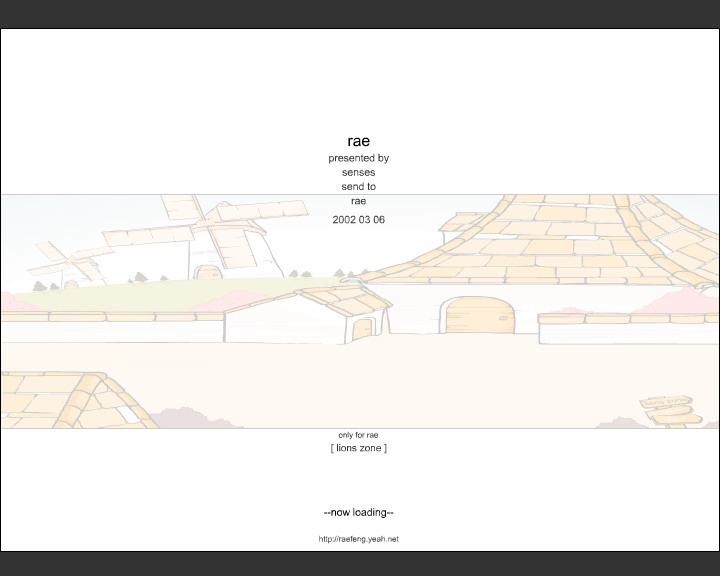 rae
presented by
senses
send to
rae
2002 03 06
only for rae
[ lions zone ]
--now loading--
http://raefeng.yeah.net